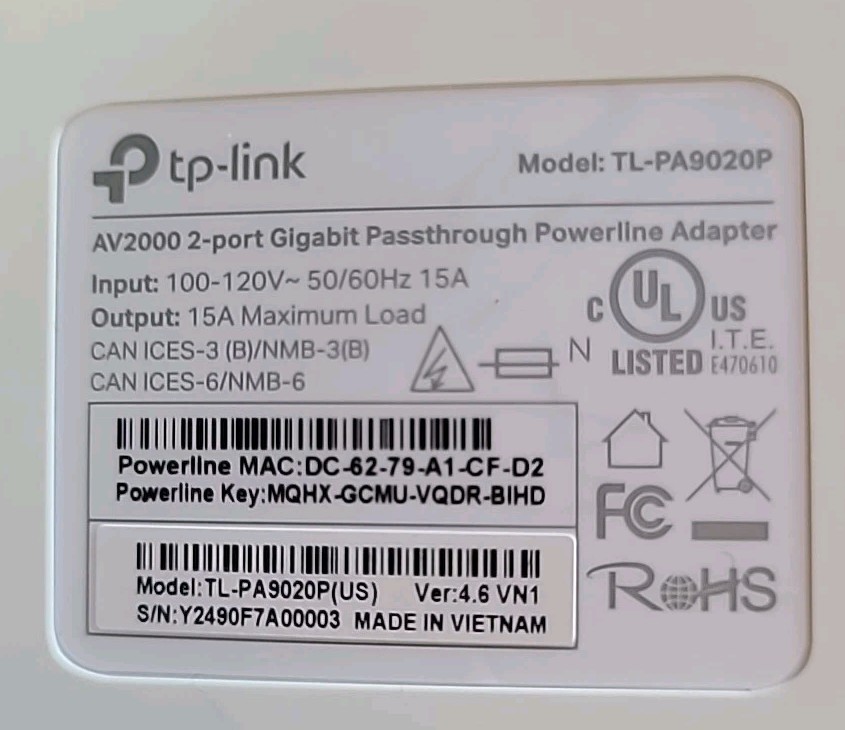 tp-link
Model: TL-PA9020P
AV2000 2-port Gigabit Passthrough Powerline Adapter
Input: 100-120V~ 50/60Hz 15A
Output: 15A Maximum Load
CAN ICES-3 (B)/NMB-3(B)
CAN ICES-6/NMB-6
N
C UL US
LISTED I.T.E.
E470610
Powerline MAC:DC-62-79-A1-CF-D2
Powerline Key:MQHX-GCMU-VQDR-BIHD
FC
Model:TL-PA9020P(US) Ver:4.6 VN1
S/N:Y2490F7A00003 MADE IN VIETNAM
RoHS